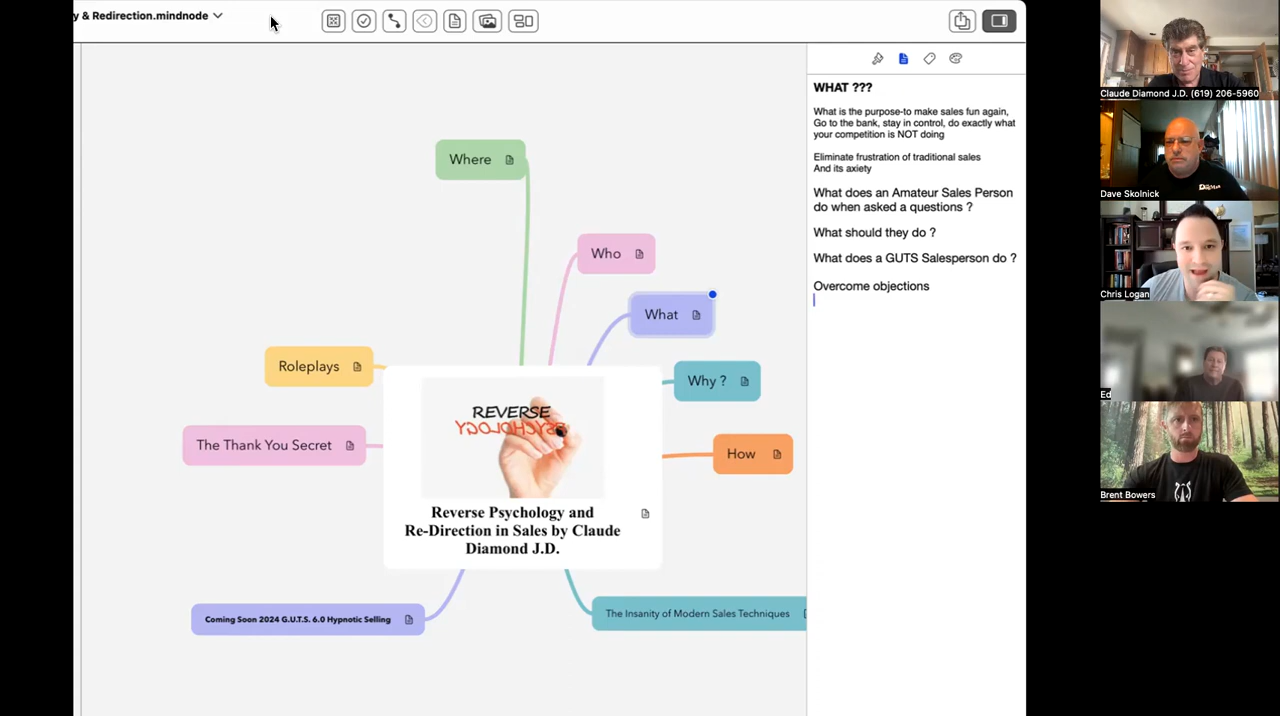 y & Redirection.mindnode
Where
Who
What
Why ?
How
Roleplays
The Thank You Secret
REVERSE
PSYCHOLOGY
Reverse Psychology and
Re-Direction in Sales by Claude
Diamond J.D.
Coming Soon 2024 G.U.T.S. 6.0 Hypnotic Selling
The Insanity of Modern Sales Techniques
WHAT ???
What is the purpose-to make sales fun again,
Go to the bank, stay in control, do exactly what
your competition is NOT doing
Eliminate frustration of traditional sales
And its axiety
What does an Amateur Sales Person
do when asked a questions ?
What should they do ?
What does a GUTS Salesperson do ?
Overcome objections
Claude Diamond J.D. (619) 206-5960
Dave Skolnick
Chris Logan
Ed
Brent Bowers